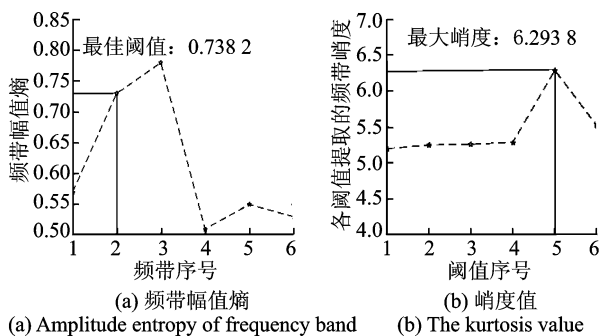 0.85
0.80
0.75
0.70
0.65
0.60
0.55
0.50
频带幅值熵
最佳阈值：0.738 2
1 2 3 4 5 6
频带序号
(a) 频带幅值熵
(a) Amplitude entropy of frequency band
7.0
6.5
6.0
5.5
5.0
4.5
4.0
各阈值提取的频带峭度
最大峭度：6.293 8
1 2 3 4 5 6
阈值序号
(b) 峭度值
(b) The kurtosis value